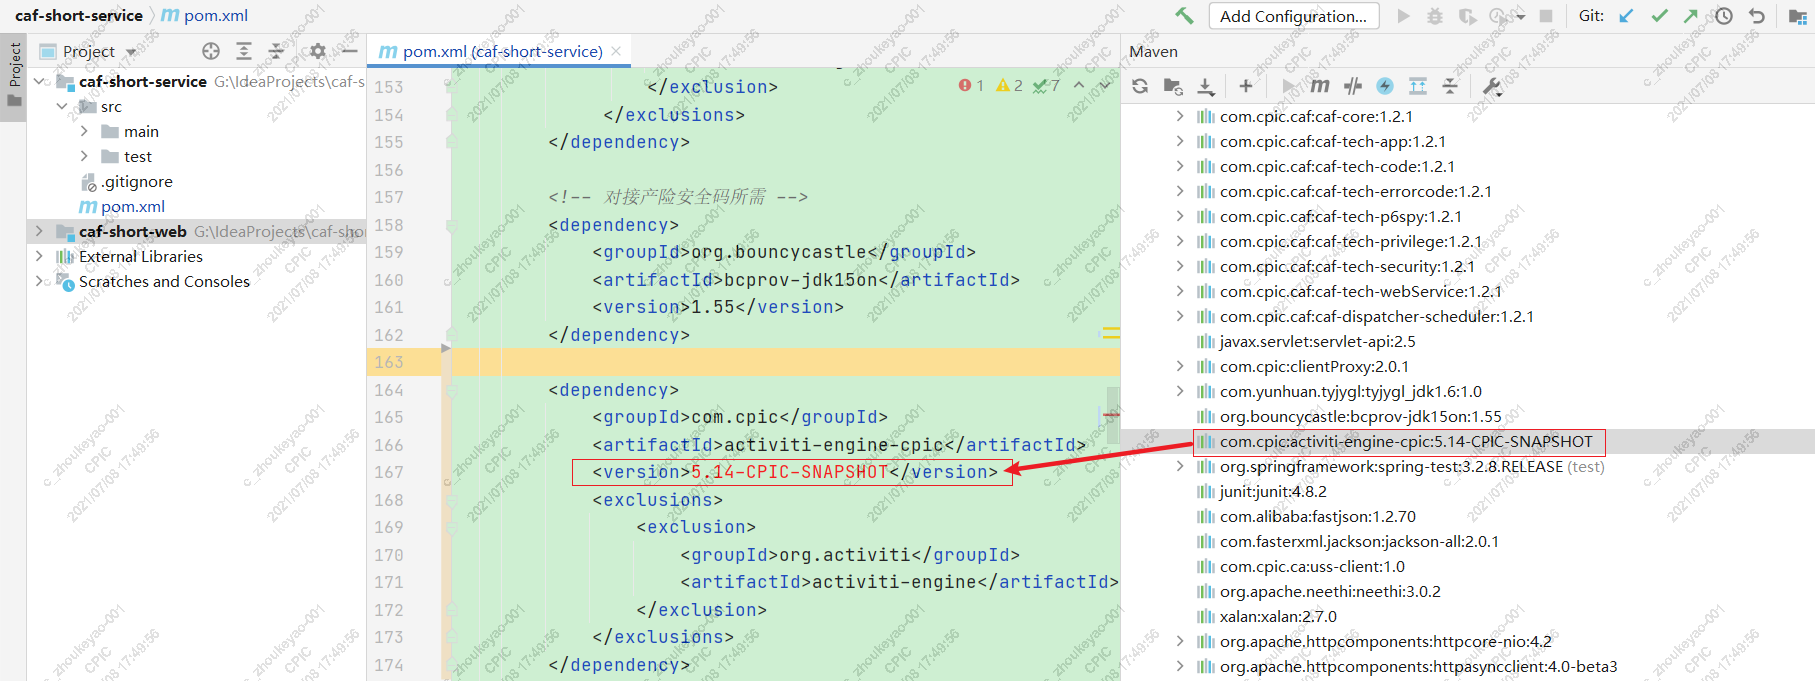 caf-short-service
pom.xml
Add Configuration...
Git:
Project
Project
caf-short-service G:\IdeaProjects\caf-s
src
main
test
.gitignore
pom.xml
caf-short-web G:\IdeaProjects\caf-sho
External Libraries
Scratches and Consoles
pom.xml (caf-short-service)
1 2 7
153 </exclusion>
154 </exclusions>
155 </dependency>
156
157 <!-- 对接产险安全码所需 -->
158 <dependency>
159 <groupId>org.bouncycastle</groupId>
160 <artifactId>bcprov-jdk15on</artifactId>
161 <version>1.55</version>
162 </dependency>
163
164 <dependency>
165 <groupId>com.cpic</groupId>
166 <artifactId>activiti-engine-cpic</artifactId>
167 <version>5.14-CPIC-SNAPSHOT</version>
168 <exclusions>
169 <exclusion>
170 <groupId>org.activiti</groupId>
171 <artifactId>activiti-engine</artifactId>
172 </exclusion>
173 </exclusions>
174 </dependency>
Maven
com.cpic.caf:caf-core:1.2.1
com.cpic.caf:caf-tech-app:1.2.1
com.cpic.caf:caf-tech-code:1.2.1
com.cpic.caf:caf-tech-errorcode:1.2.1
com.cpic.caf:caf-tech-p6spy:1.2.1
com.cpic.caf:caf-tech-privilege:1.2.1
com.cpic.caf:caf-tech-security:1.2.1
com.cpic.caf:caf-tech-webService:1.2.1
com.cpic.caf:caf-dispatcher-scheduler:1.2.1
javax.servlet:servlet-api:2.5
com.cpic:clientProxy:2.0.1
com.yunhuan.tyjygl:tyjygl_jdk1.6:1.0
org.bouncycastle:bcprov-jdk15on:1.55
com.cpic:activiti-engine-cpic:5.14-CPIC-SNAPSHOT
org.springframework:spring-test:3.2.8.RELEASE (test)
junit:junit:4.8.2
com.alibaba:fastjson:1.2.70
com.fasterxml.jackson:jackson-all:2.0.1
com.cpic.ca:uss-client:1.0
org.apache.neethi:neethi:3.0.2
xalan:xalan:2.7.0
org.apache.httpcomponents:httpcore-nio:4.2
org.apache.httpcomponents:httpasyncclient:4.0-beta3
c_zhoukeyao-001
CPIC
2021/07/08 17:49:56